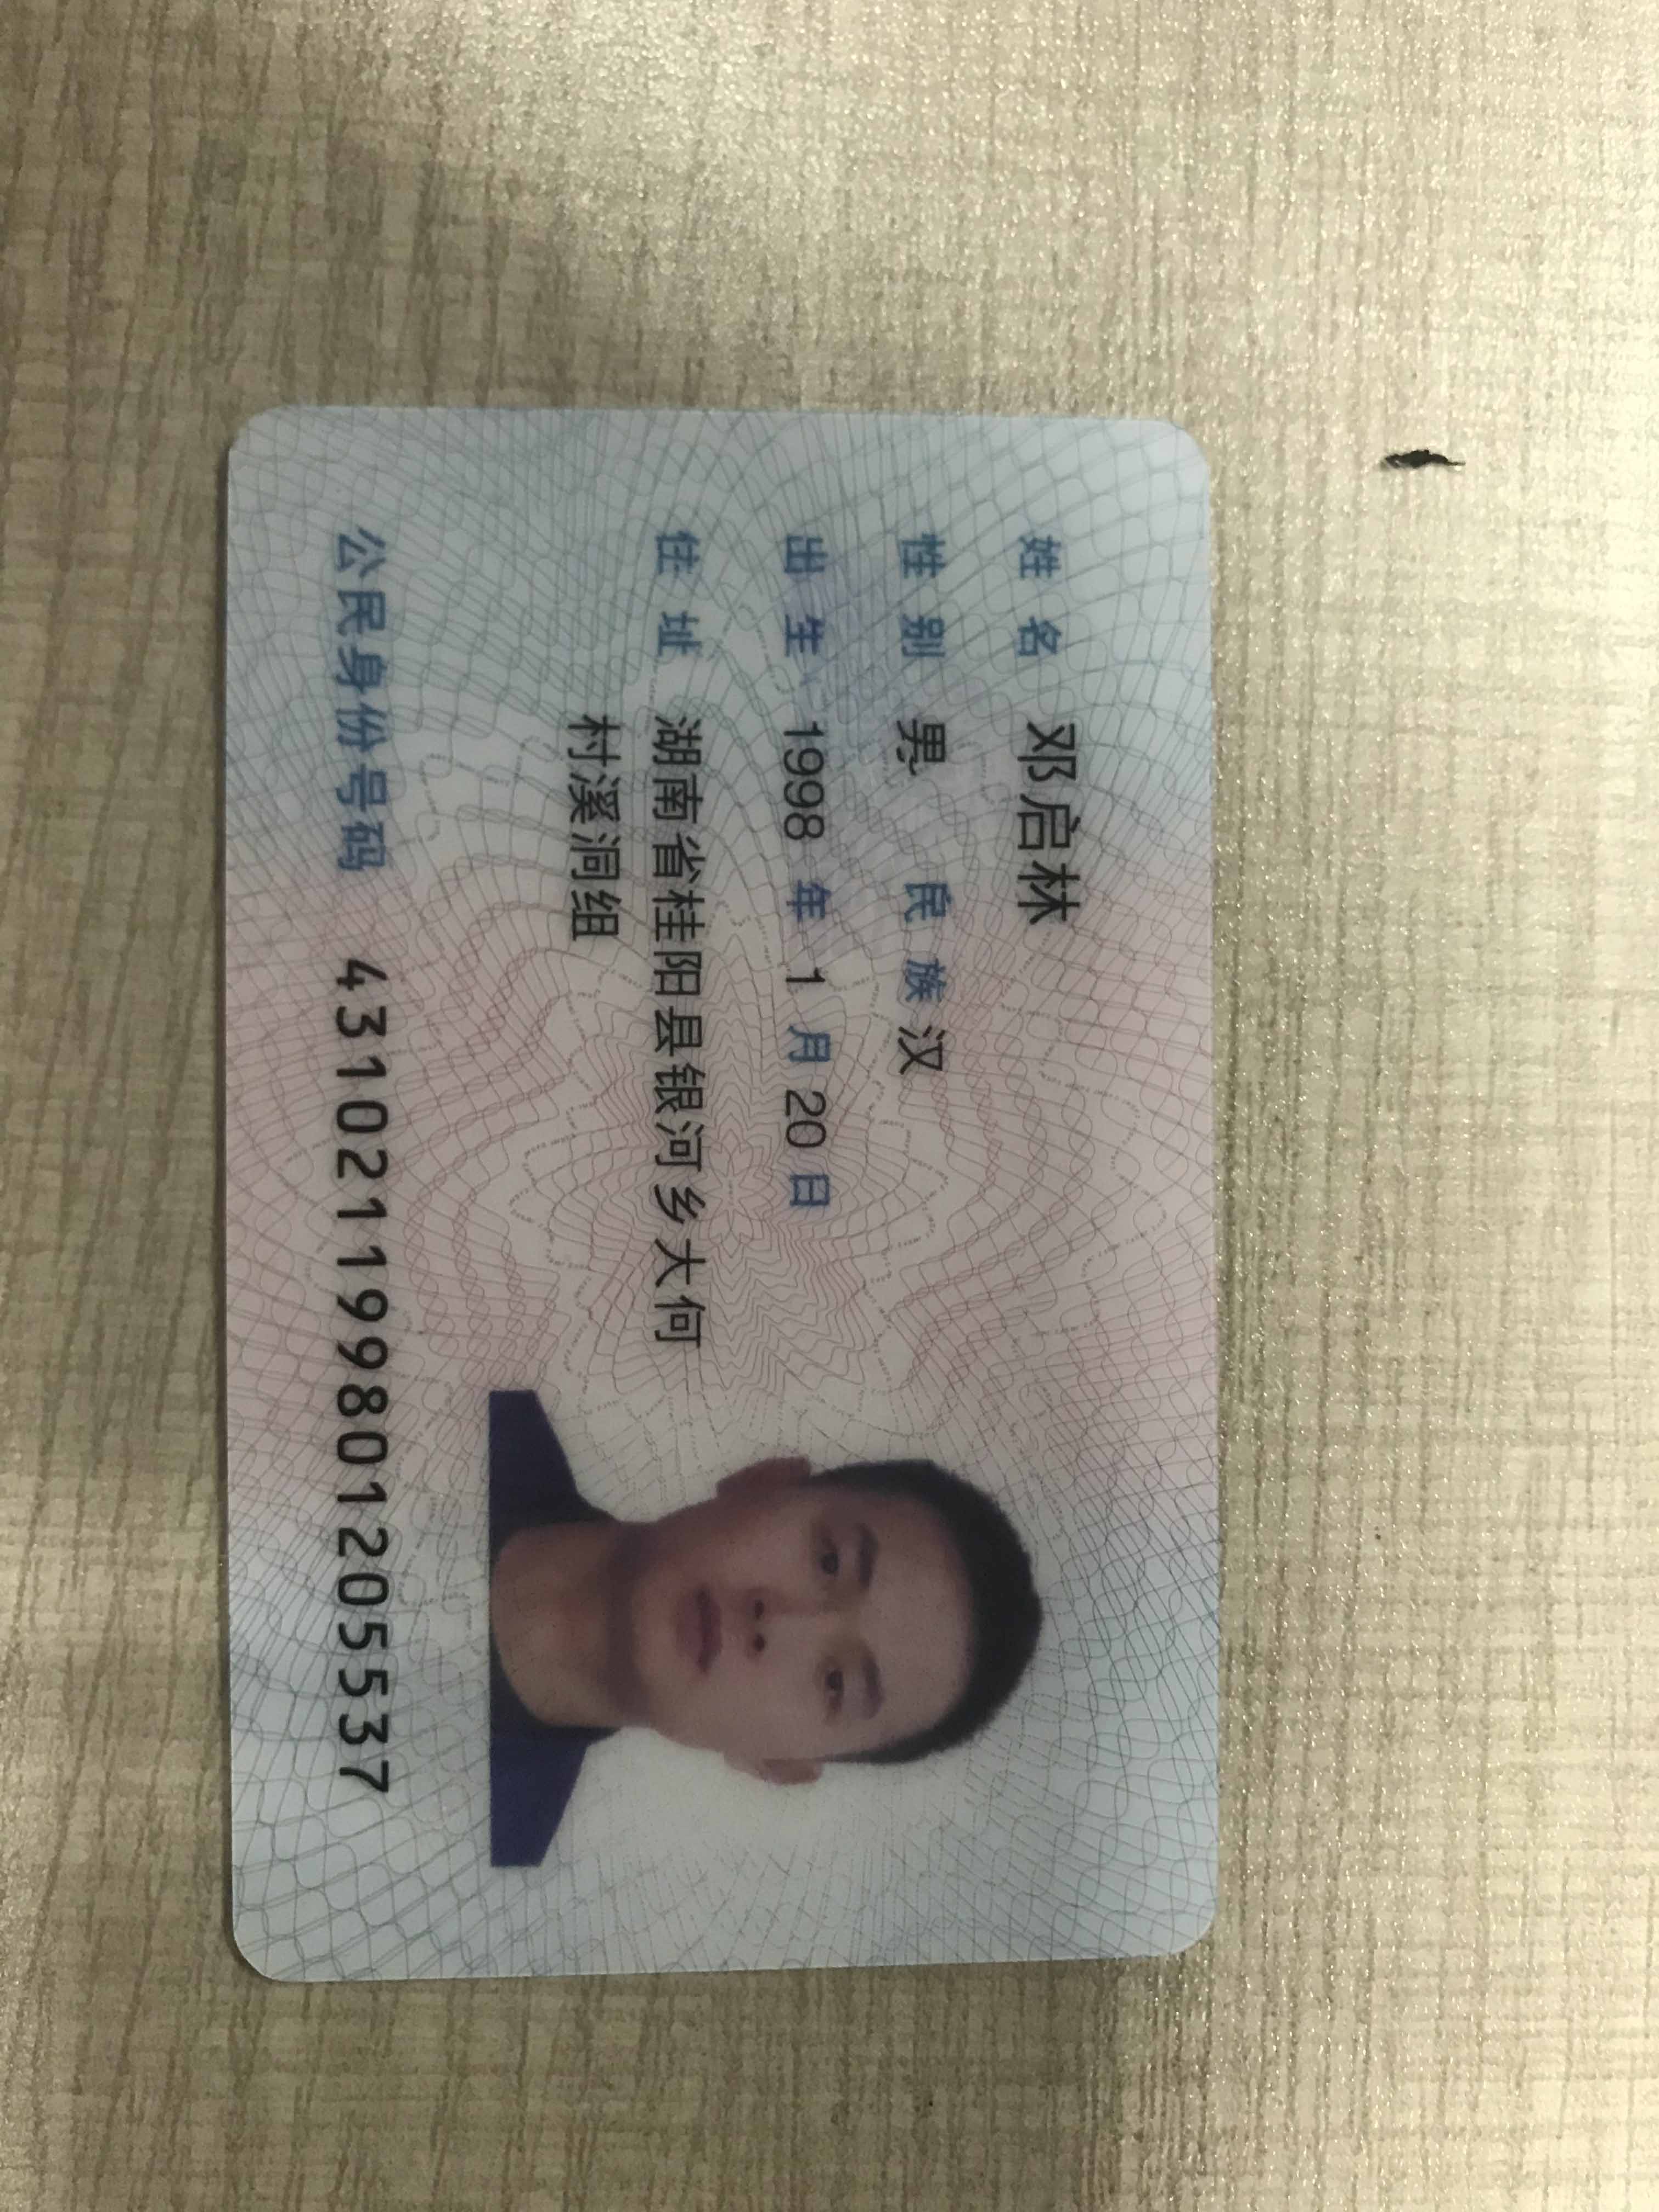 姓名 邓启林
性别 男 民族 汉
出生 1998 年 1 月 20 日
住址 湖南省桂阳县银河乡大何
村溪洞组
公民身份号码 431021199801205537